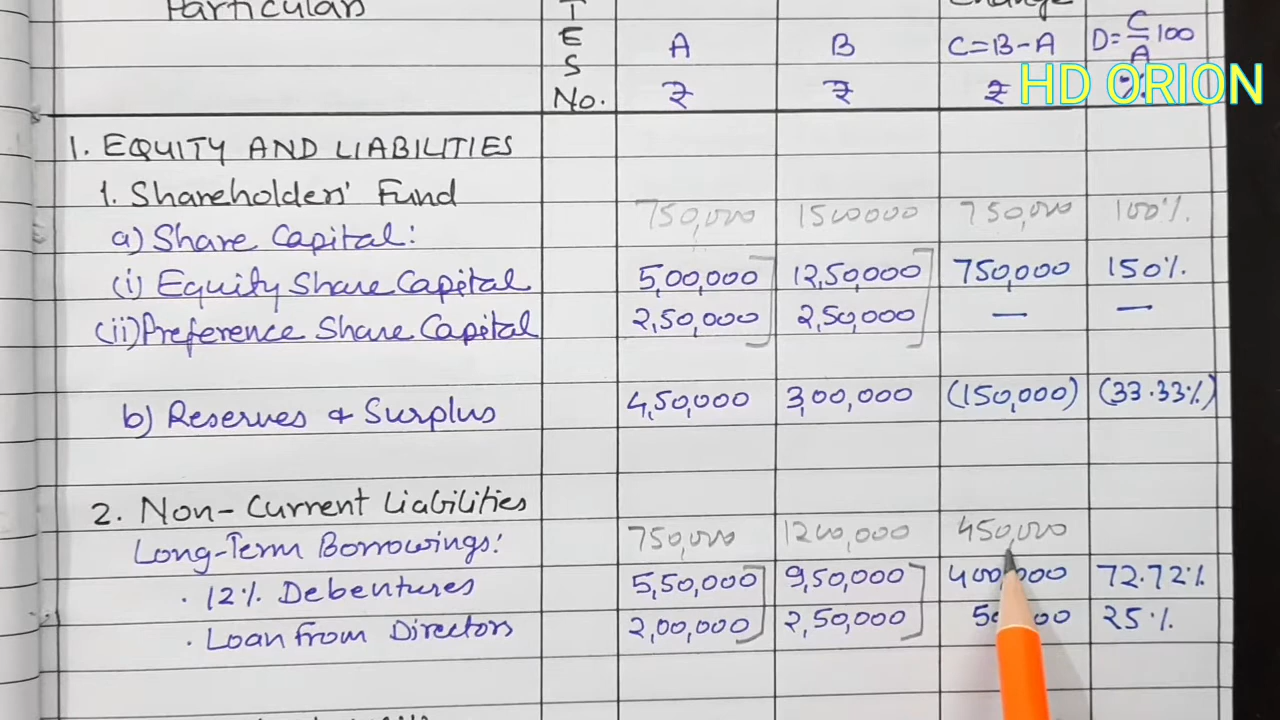 Particulars
T
E
S
No.
A
₹
B
₹
Change
C=B-A
₹
D=C/A 100
%
HD ORION
1. EQUITY AND LIABILITIES
1. Shareholders' Fund
750,000 1500000 750,000 100%
a) Share Capital:
(i) Equity Share Capital 5,00,000 12,50,000 750,000 150%
(ii) Preference Share Capital 2,50,000 2,50,000 — —
b) Reserves & Surplus 4,50,000 3,00,000 (150,000) (33.33%)
2. Non-Current Liabilities
Long-Term Borrowings: 750,000 1200,000 450,000
· 12% Debentures 5,50,000 9,50,000 400,000 72.72%
· Loan from Directors 2,00,000 2,50,000 25%